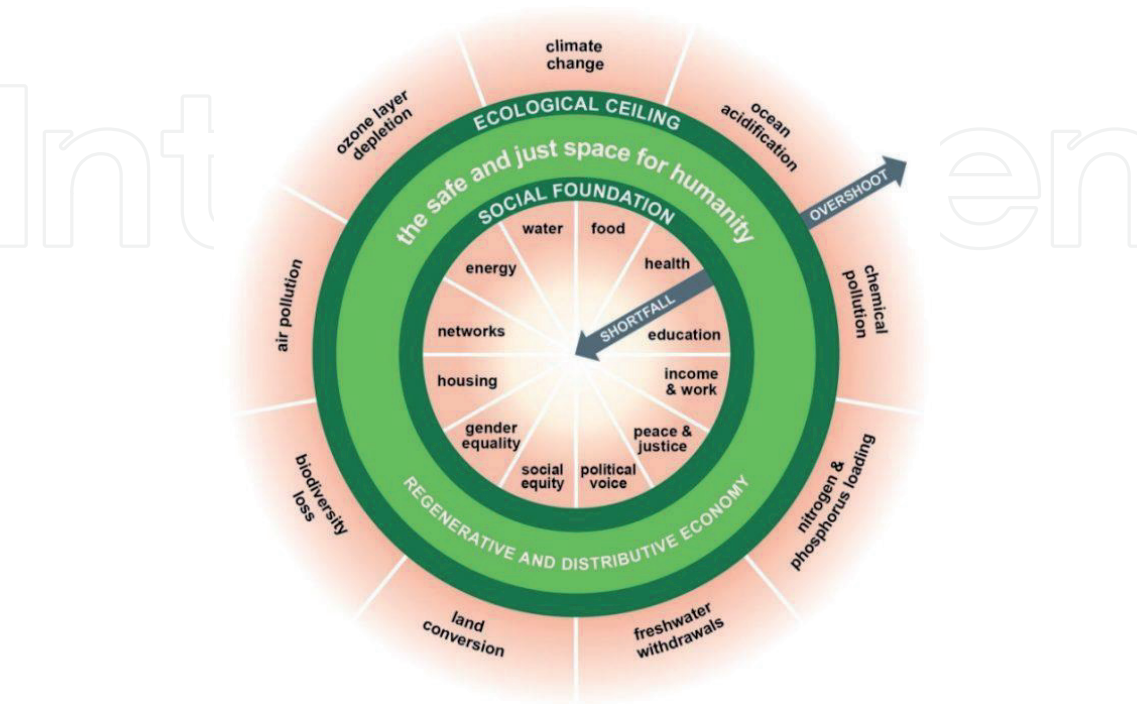 climate
change
ocean
acidification
OVERSHOOT
chemical
pollution
nitrogen &
phosphorus loading
freshwater
withdrawals
land
conversion
biodiversity
loss
air pollution
ozone layer
depletion
ECOLOGICAL CEILING
the safe and just space for humanity
SOCIAL FOUNDATION
water
food
health
SHORTFALL
education
income
& work
peace &
justice
political
voice
social
equity
gender
equality
housing
networks
energy
REGENERATIVE AND DISTRIBUTIVE ECONOMY
Int
en